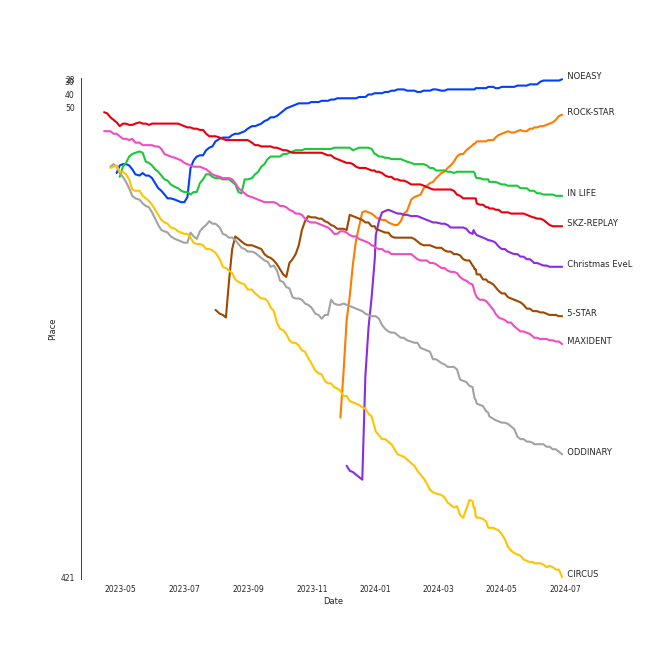 28
30
40
50
421
Place
NOEASY
ROCK-STAR
IN LIFE
SKZ-REPLAY
Christmas EveL
5-STAR
MAXIDENT
ODDINARY
CIRCUS
2023-05 2023-07 2023-09 2023-11 2024-01 2024-03 2024-05 2024-07
Date